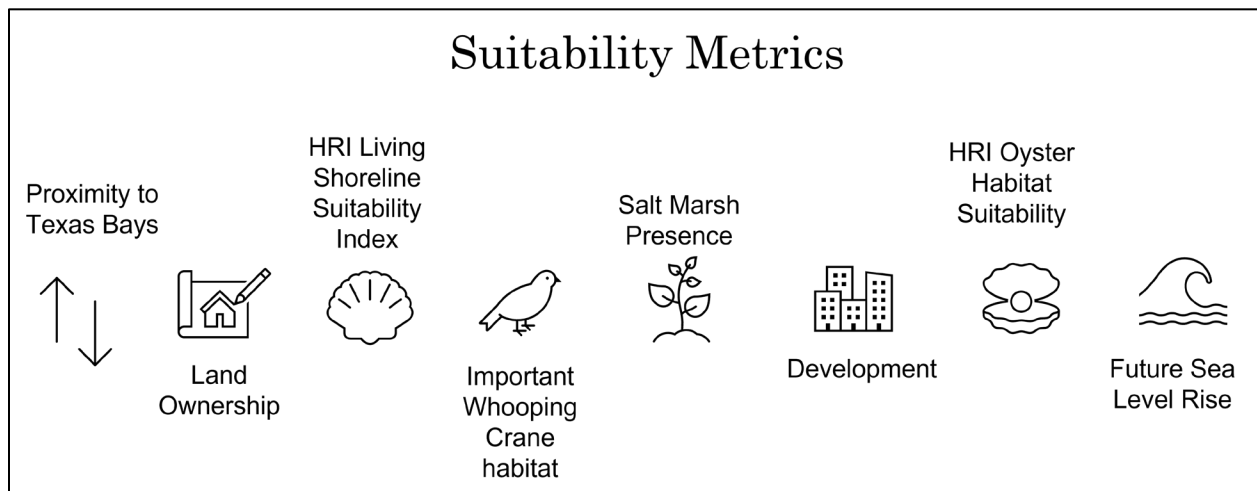 Suitability Metrics
Proximity to
Texas Bays
Land
Ownership
HRI Living
Shoreline
Suitability
Index
Important
Whooping
Crane
habitat
Salt Marsh
Presence
Development
HRI Oyster
Habitat
Suitability
Future Sea
Level Rise